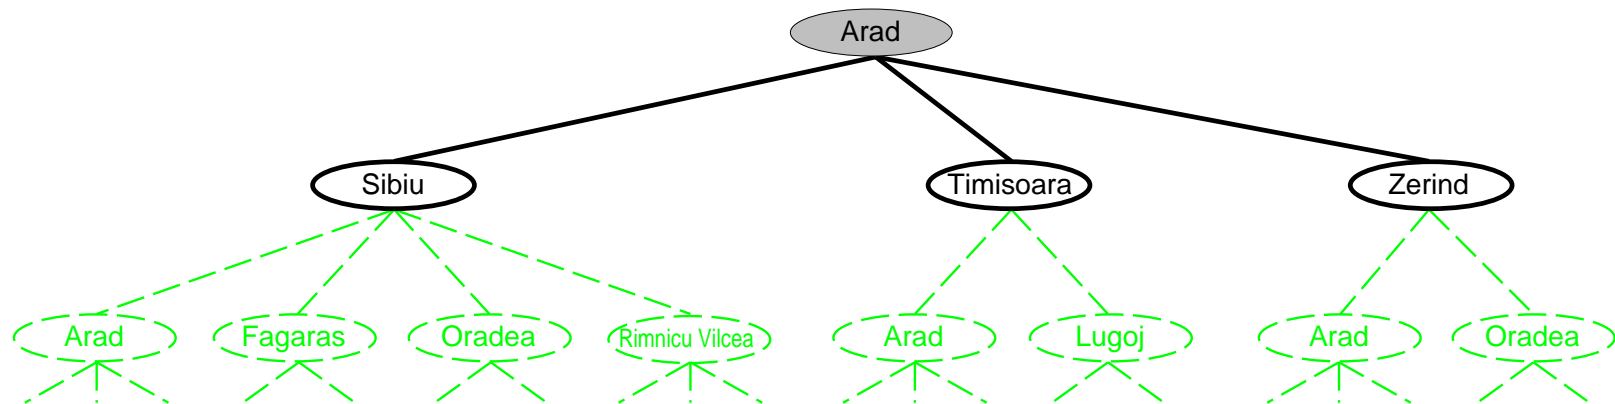 Arad
Sibiu
Timisoara
Zerind
Arad
Fagaras
Oradea
Rimnicu Vilcea
Arad
Lugoj
Arad
Oradea